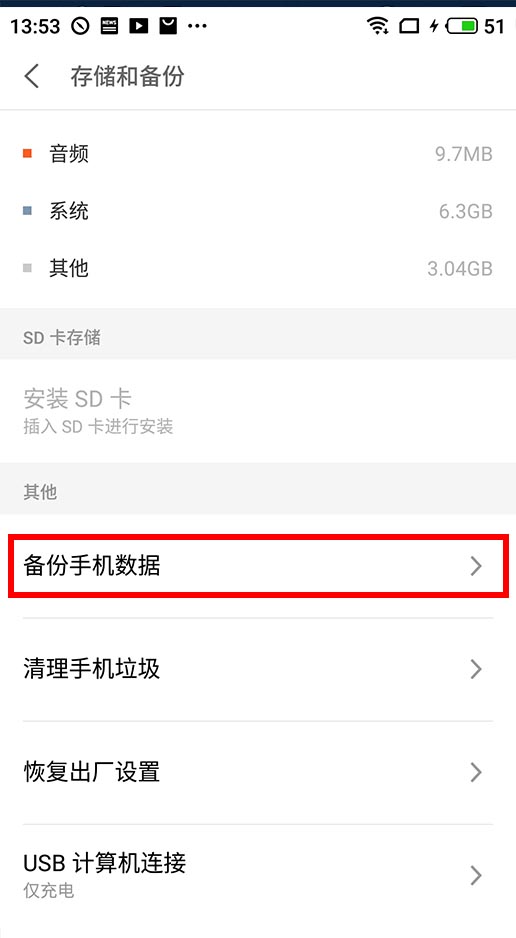 13:53 NEWS 51
存储和备份
音频 9.7MB
系统 6.3GB
其他 3.04GB
SD 卡存储
安装 SD 卡
插入 SD 卡进行安装
其他
备份手机数据
清理手机垃圾
恢复出厂设置
USB 计算机连接
仅充电